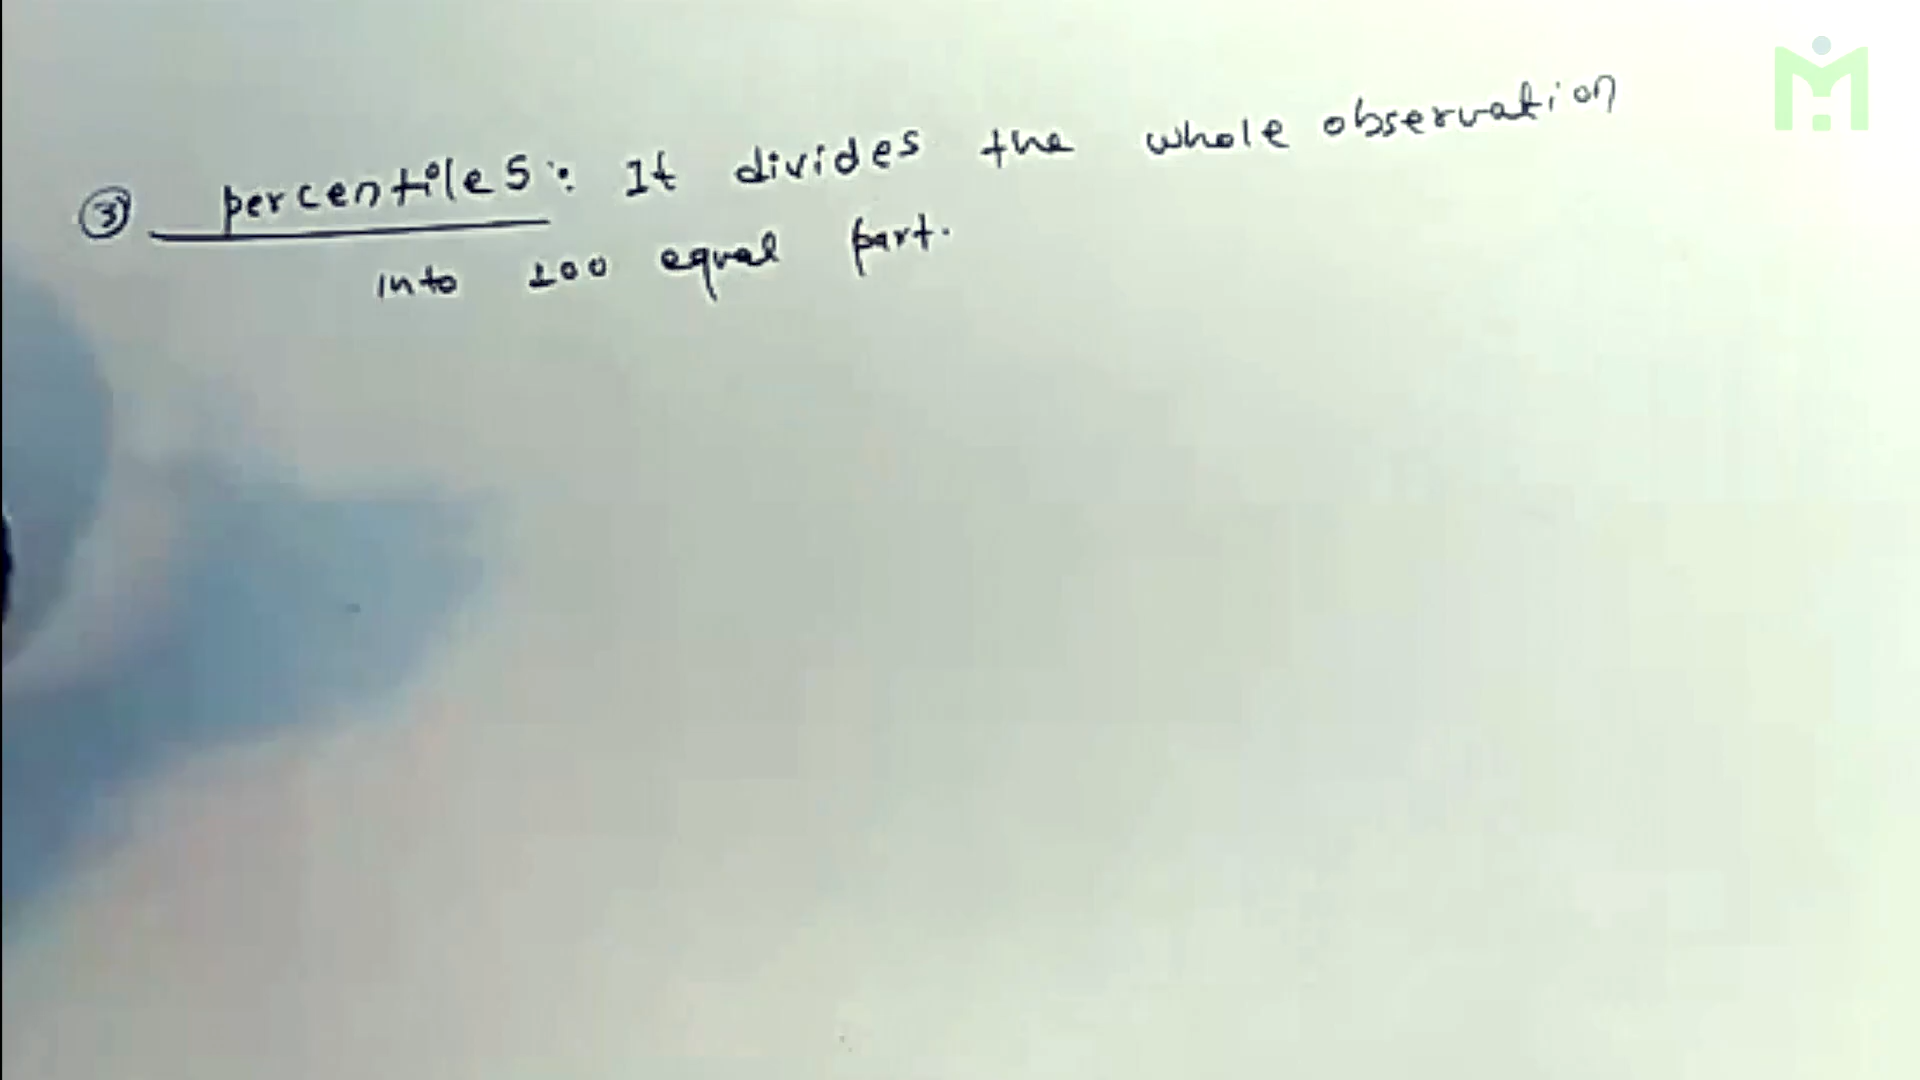 ③ percentiles: It divides the whole observation
into 100 equal part.